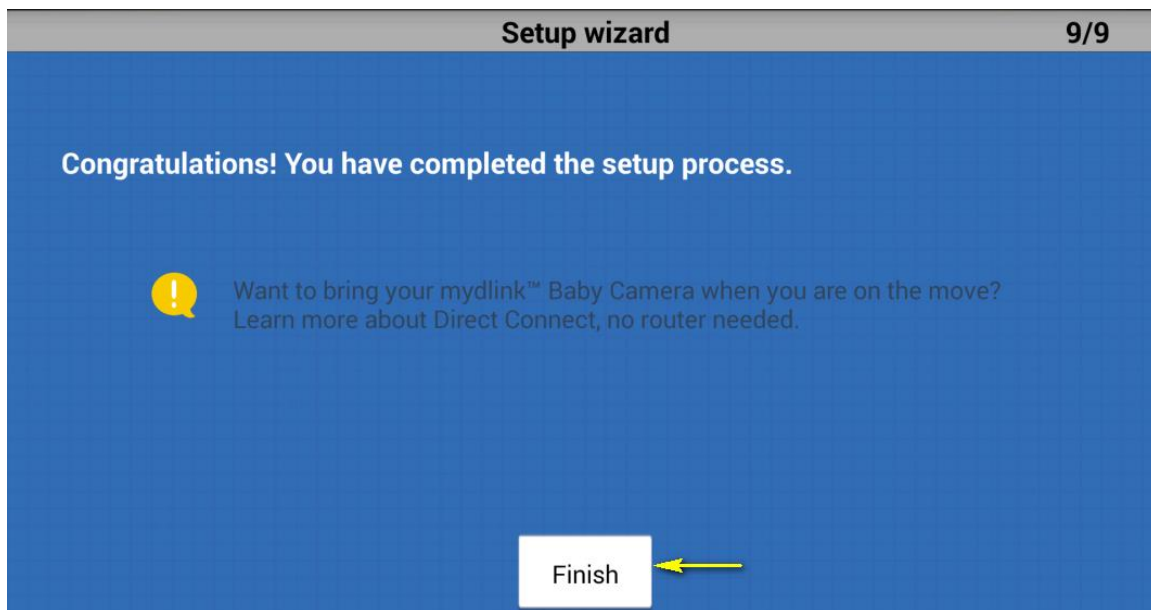 Setup wizard 9/9
Congratulations! You have completed the setup process.
Want to bring your mydlink™ Baby Camera when you are on the move?
Learn more about Direct Connect, no router needed.
Finish